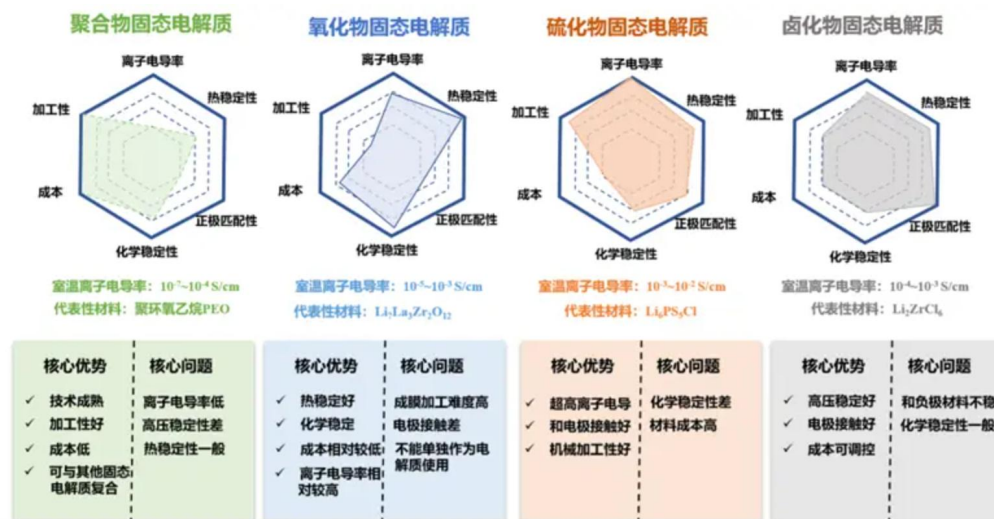 聚合物固态电解质
离子电导率
热稳定性
正极匹配性
化学稳定性
成本
加工性
室温离子电导率：10⁻⁷~10⁻⁴ S/cm
代表性材料：聚环氧乙烷PEO
核心优势
✓ 技术成熟
✓ 加工性好
✓ 成本低
✓ 可与其他固态
电解质复合
核心问题
离子电导率低
高压稳定性差
热稳定性一般
氧化物固态电解质
离子电导率
热稳定性
正极匹配性
化学稳定性
成本
加工性
室温离子电导率：10⁻⁵~10⁻³ S/cm
代表性材料：Li₇La₃Zr₂O₁₂
核心优势
✓ 热稳定好
✓ 化学稳定
✓ 成本相对较低
✓ 离子电导率相
对较高
核心问题
成膜加工难度高
电极接触差
不能单独作为电
解质使用
硫化物固态电解质
离子电导率
热稳定性
正极匹配性
化学稳定性
成本
加工性
室温离子电导率：10⁻³~10⁻² S/cm
代表性材料：Li₆PS₅Cl
核心优势
✓ 超高离子电导
✓ 和电极接触好
✓ 机械加工性好
核心问题
化学稳定性差
材料成本高
卤化物固态电解质
离子电导率
热稳定性
正极匹配性
化学稳定性
成本
加工性
室温离子电导率：10⁻⁴~10⁻³ S/cm
代表性材料：Li₂ZrCl₆
核心优势
✓ 高压稳定好
✓ 电极接触好
✓ 成本可调控
核心问题
和负极材料不稳
化学稳定性一般